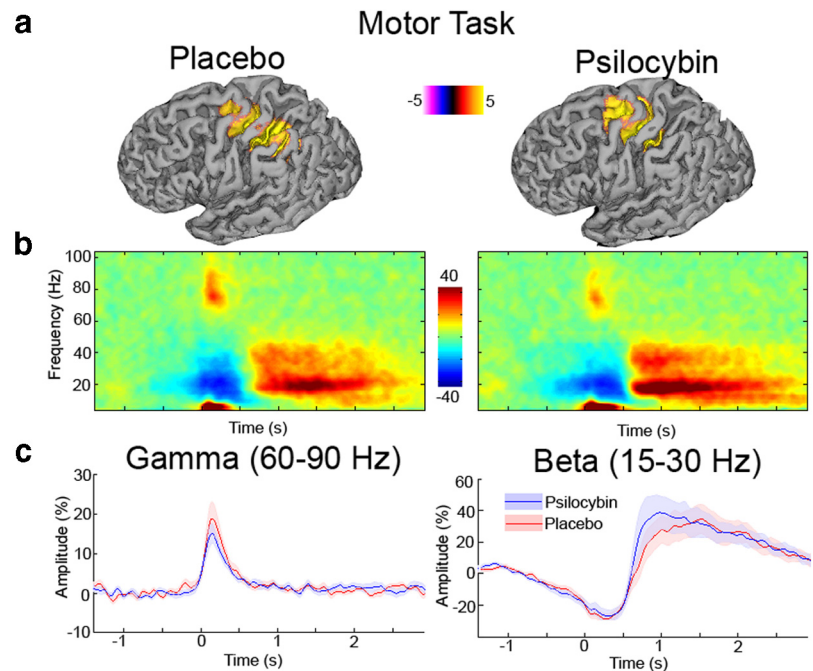 a
Motor Task
Placebo
Psilocybin
-5
5
b
Frequency (Hz)
100
80
60
40
20
40
-40
Time (s)
Time (s)
c
Gamma (60-90 Hz)
Amplitude (%)
30
20
10
0
-10
-1
0
1
2
Time (s)
Beta (15-30 Hz)
Amplitude (%)
60
40
20
0
-20
Psilocybin
Placebo
-1
0
1
2
Time (s)